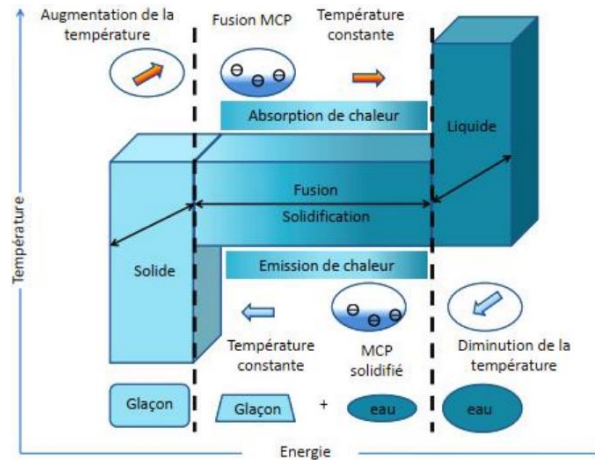 Augmentation de la
température
Fusion MCP
Température
constante
Absorption de chaleur
Liquide
Fusion
Solidification
Température
Solide
Emission de chaleur
Température
constante
MCP
solidifié
Diminution de la
température
Glaçon
Glaçon
+
eau
eau
Energie